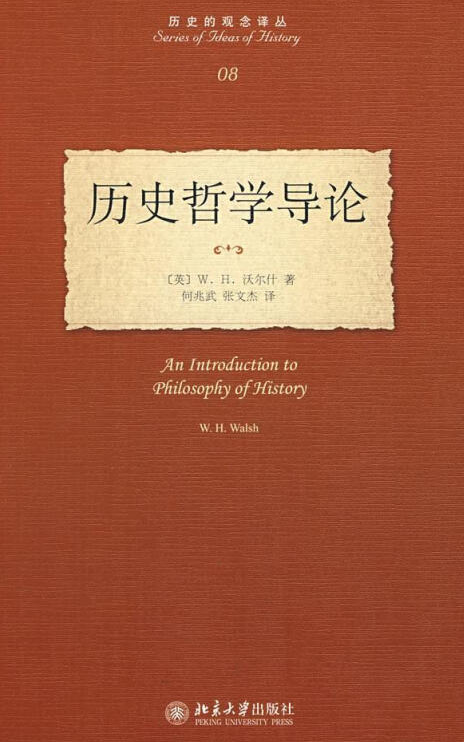 历史的观念译丛
Series of Ideas of History
08
历史哲学导论
〔英〕W．H．沃尔什 著
何兆武 张文杰 译
An Introduction to
Philosophy of History
W. H. Walsh
北京大学出版社
PEKING UNIVERSITY PRESS